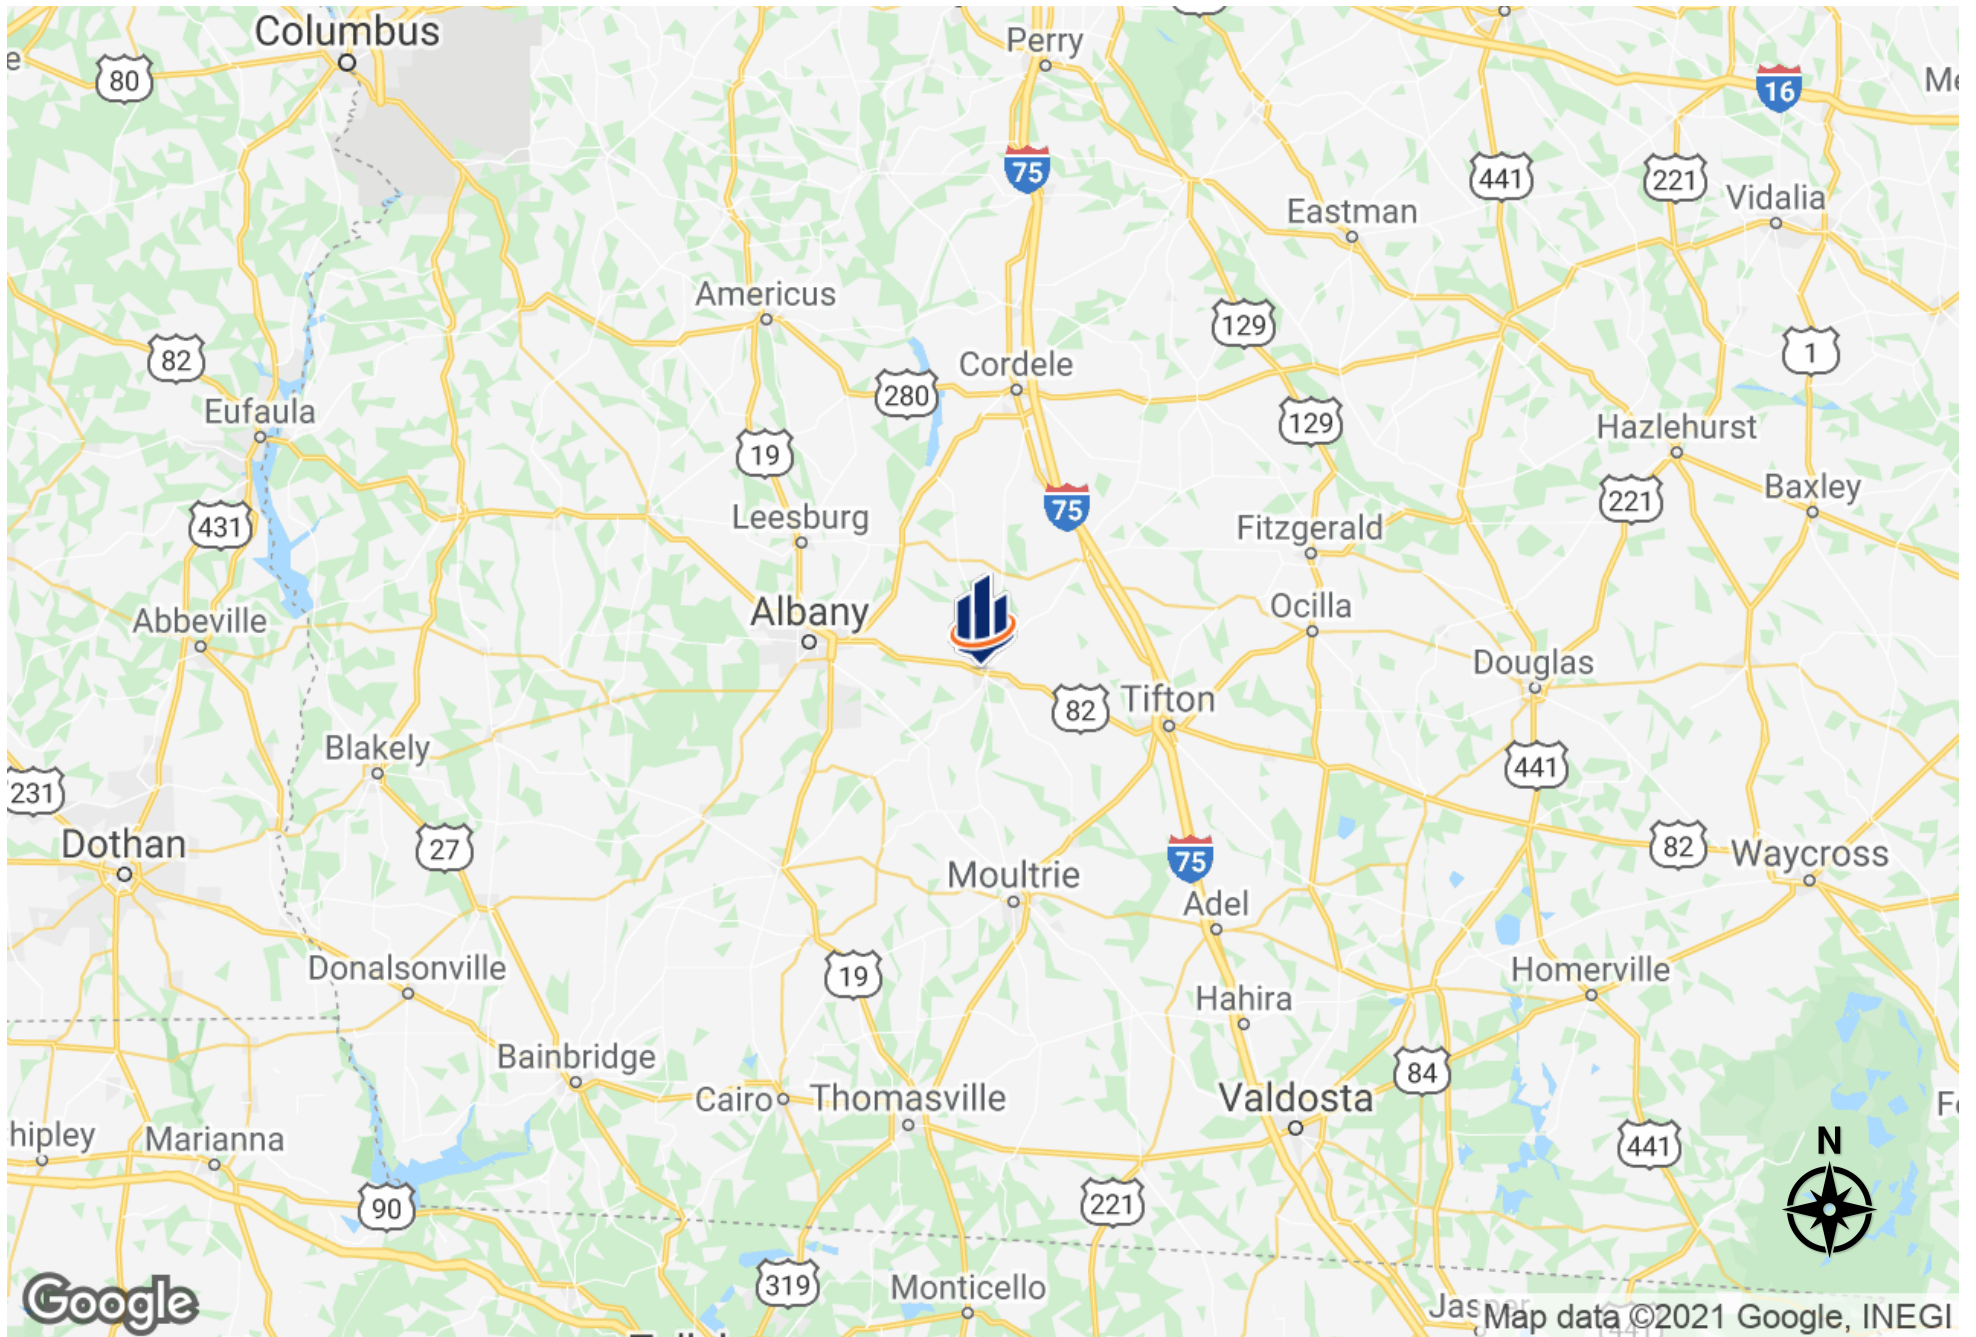 Columbus
Perry
80
16
75
441
221
Vidalia
Eastman
Americus
129
82
Cordele
1
280
Eufaula
129
Hazlehurst
19
221
Baxley
431
Leesburg
75
Fitzgerald
Abbeville
Albany
Ocilla
Douglas
82
Tifton
Blakely
441
231
Dothan
27
75
82
Waycross
Moultrie
Adel
Donalsonville
19
Homerville
Hahira
Bainbridge
84
Cairo
Thomasville
Valdosta
hipley
Marianna
441
N
90
221
319
Monticello
Google
Map data ©2021 Google, INEGI